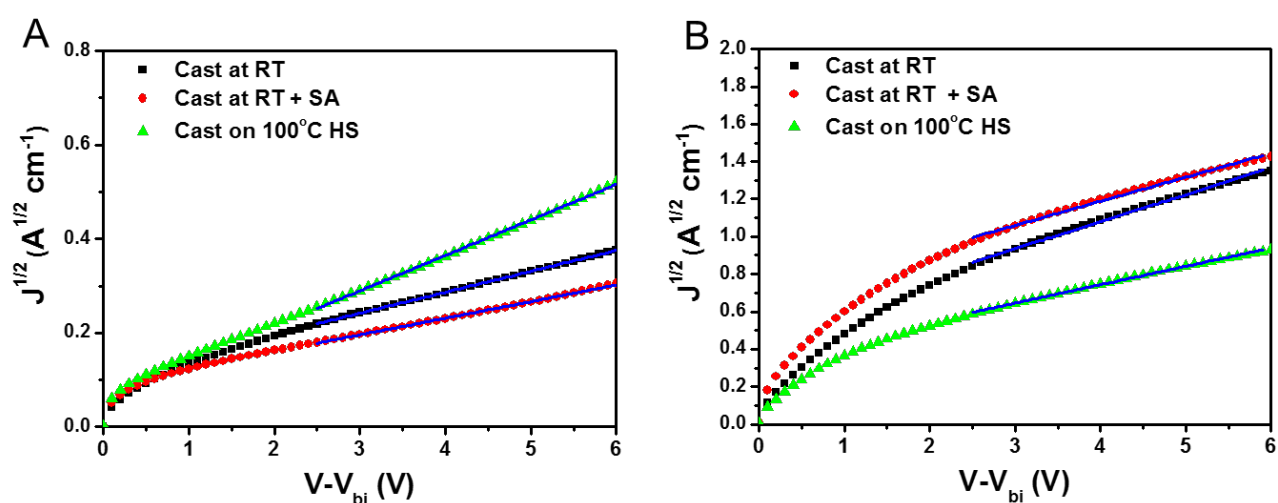 A
0.8
0.6
0.4
0.2
0.0
J^1/2 (A^1/2 cm^-1)
Cast at RT
Cast at RT + SA
Cast on 100°C HS
0 1 2 3 4 5 6
V-V_bi (V)
B
2.0
1.8
1.6
1.4
1.2
1.0
0.8
0.6
0.4
0.2
0.0
J^1/2 (A^1/2 cm^-1)
Cast at RT
Cast at RT + SA
Cast on 100°C HS
0 1 2 3 4 5 6
V-V_bi (V)